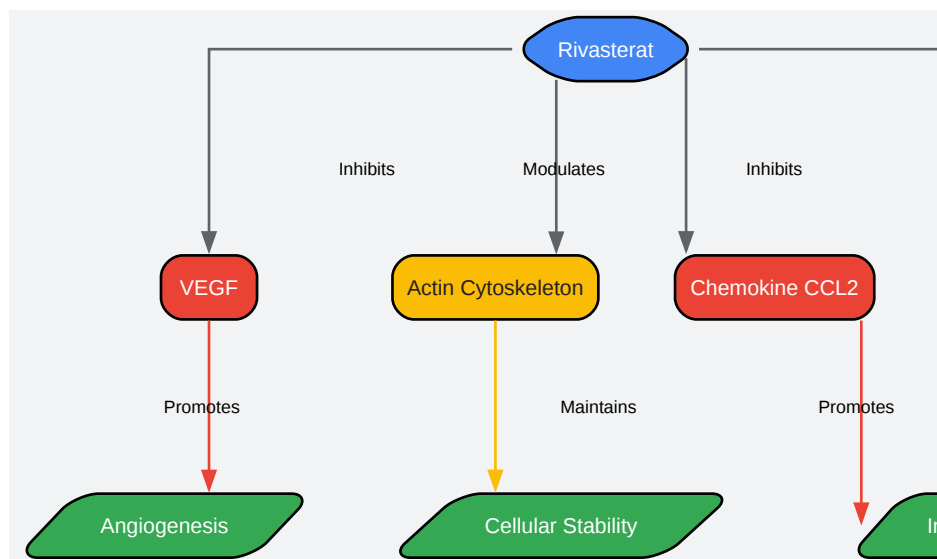 Rivasterat
Inhibits
Modulates
Inhibits
VEGF
Actin Cytoskeleton
Chemokine CCL2
Promotes
Maintains
Promotes
Angiogenesis
Cellular Stability